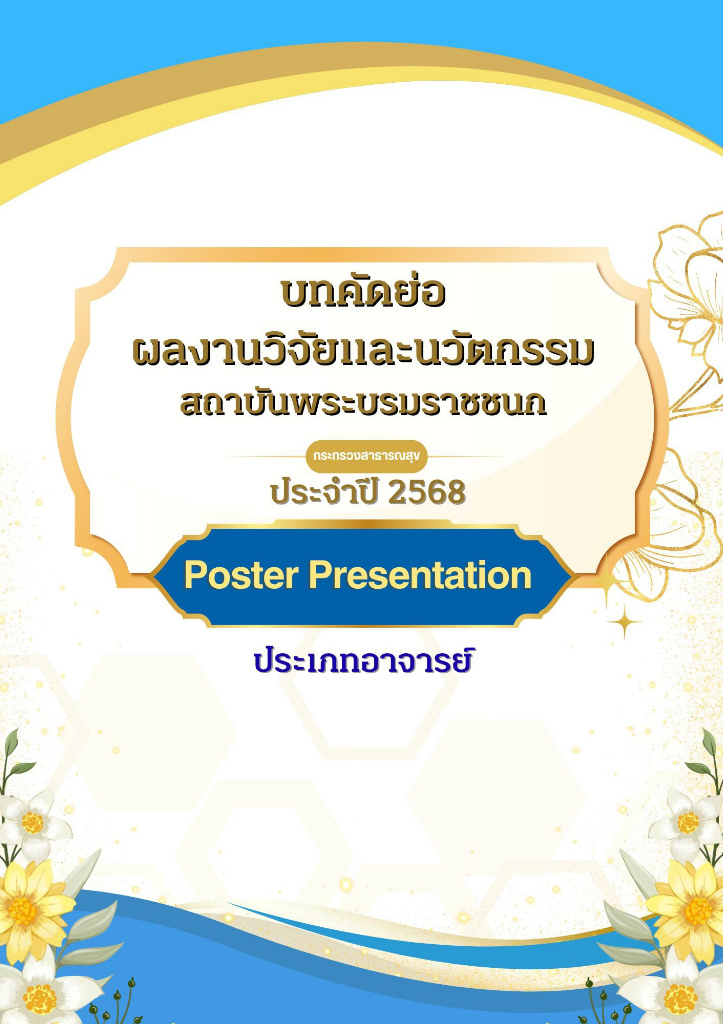 บทคัดย่อ
ผลงานวิจัยและนวัตกรรม
สถาบันพระบรมราชชนก
กระทรวงสาธารณสุข
ประจำปี 2568
Poster Presentation
ประเภทอาจารย์